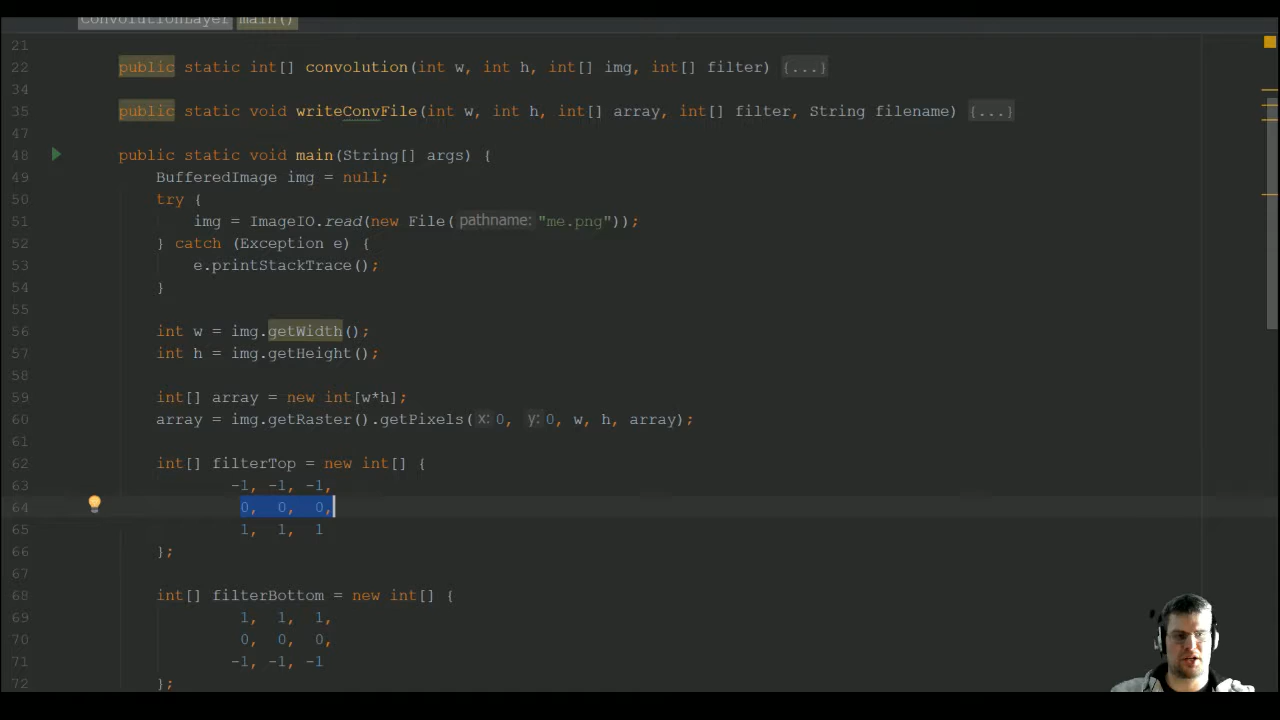 ConvolutionLayer main()
21
22 public static int[] convolution(int w, int h, int[] img, int[] filter) {...}
34
35 public static void writeConvFile(int w, int h, int[] array, int[] filter, String filename) {...}
47
48 public static void main(String[] args) {
49 BufferedImage img = null;
50 try {
51 img = ImageIO.read(new File( pathname: "me.png"));
52 } catch (Exception e) {
53 e.printStackTrace();
54 }
55
56 int w = img.getWidth();
57 int h = img.getHeight();
58
59 int[] array = new int[w*h];
60 array = img.getRaster().getPixels( x: 0, y: 0, w, h, array);
61
62 int[] filterTop = new int[] {
63 -1, -1, -1,
64 0, 0, 0,
65 1, 1, 1
66 };
67
68 int[] filterBottom = new int[] {
69 1, 1, 1,
70 0, 0, 0,
71 -1, -1, -1
72 };